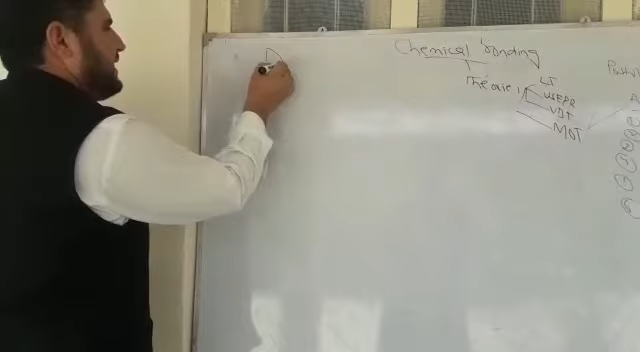 Chemical Bonding
Theories
LT
VSEPR
VBT
MOT